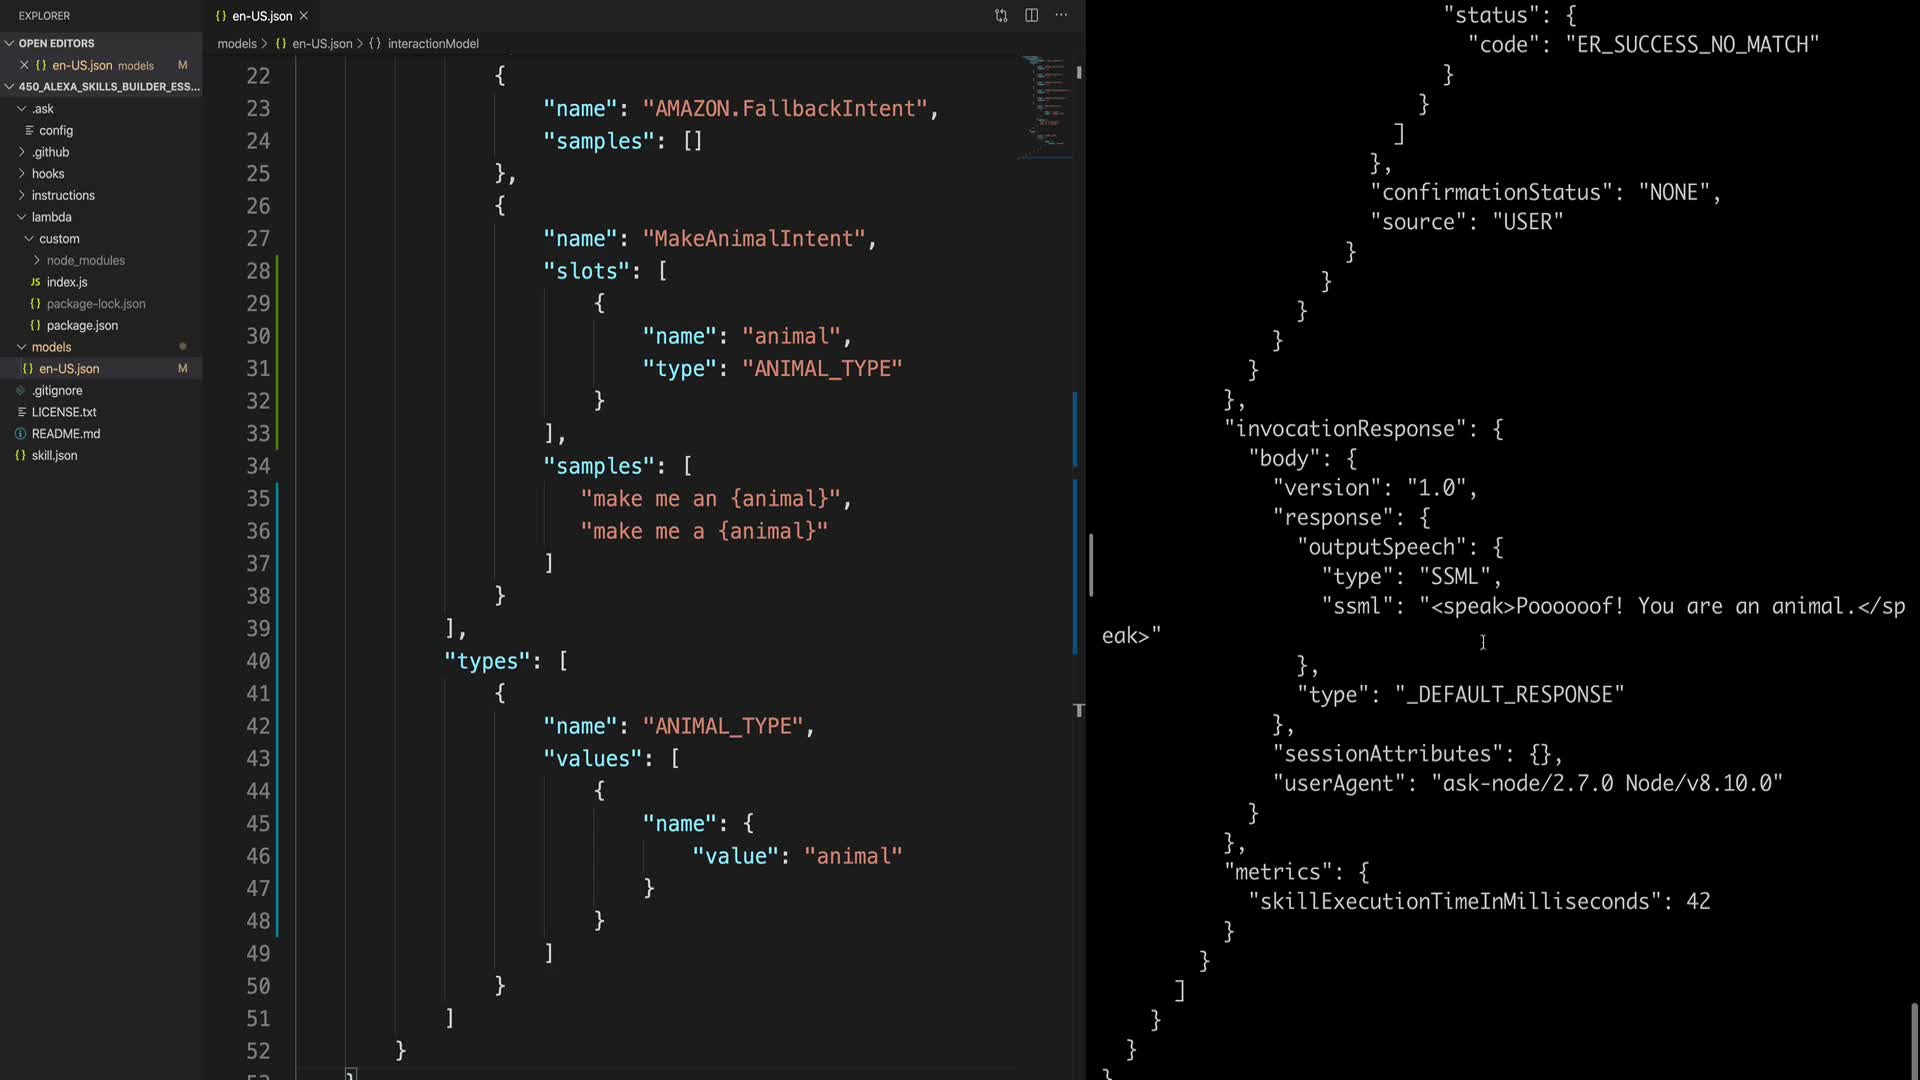 EXPLORER
OPEN EDITORS
en-US.json models M
450_ALEXA_SKILLS_BUILDER_ESS...
.ask
config
.github
hooks
instructions
lambda
custom
node_modules
JS index.js
{} package-lock.json
{} package.json
models
{} en-US.json M
.gitignore
LICENSE.txt
README.md
{} skill.json
{} en-US.json
models > {} en-US.json > {} interactionModel
22 {
23 "name": "AMAZON.FallbackIntent",
24 "samples": []
25 },
26 {
27 "name": "MakeAnimalIntent",
28 "slots": [
29 {
30 "name": "animal",
31 "type": "ANIMAL_TYPE"
32 }
33 ],
34 "samples": [
35 "make me an {animal}",
36 "make me a {animal}"
37 ]
38 }
39 ],
40 "types": [
41 {
42 "name": "ANIMAL_TYPE",
43 "values": [
44 {
45 "name": {
46 "value": "animal"
47 }
48 }
49 ]
50 }
51 ]
52 }
53 }
"status": {
"code": "ER_SUCCESS_NO_MATCH"
}
}
]
},
"confirmationStatus": "NONE",
"source": "USER"
}
}
}
}
}
},
"invocationResponse": {
"body": {
"version": "1.0",
"response": {
"outputSpeech": {
"type": "SSML",
"ssml": "<speak>Poooooof! You are an animal.</sp
eak>"
},
"type": "_DEFAULT_RESPONSE"
},
"sessionAttributes": {},
"userAgent": "ask-node/2.7.0 Node/v8.10.0"
}
},
"metrics": {
"skillExecutionTimeInMilliseconds": 42
}
}
]
}
}
}